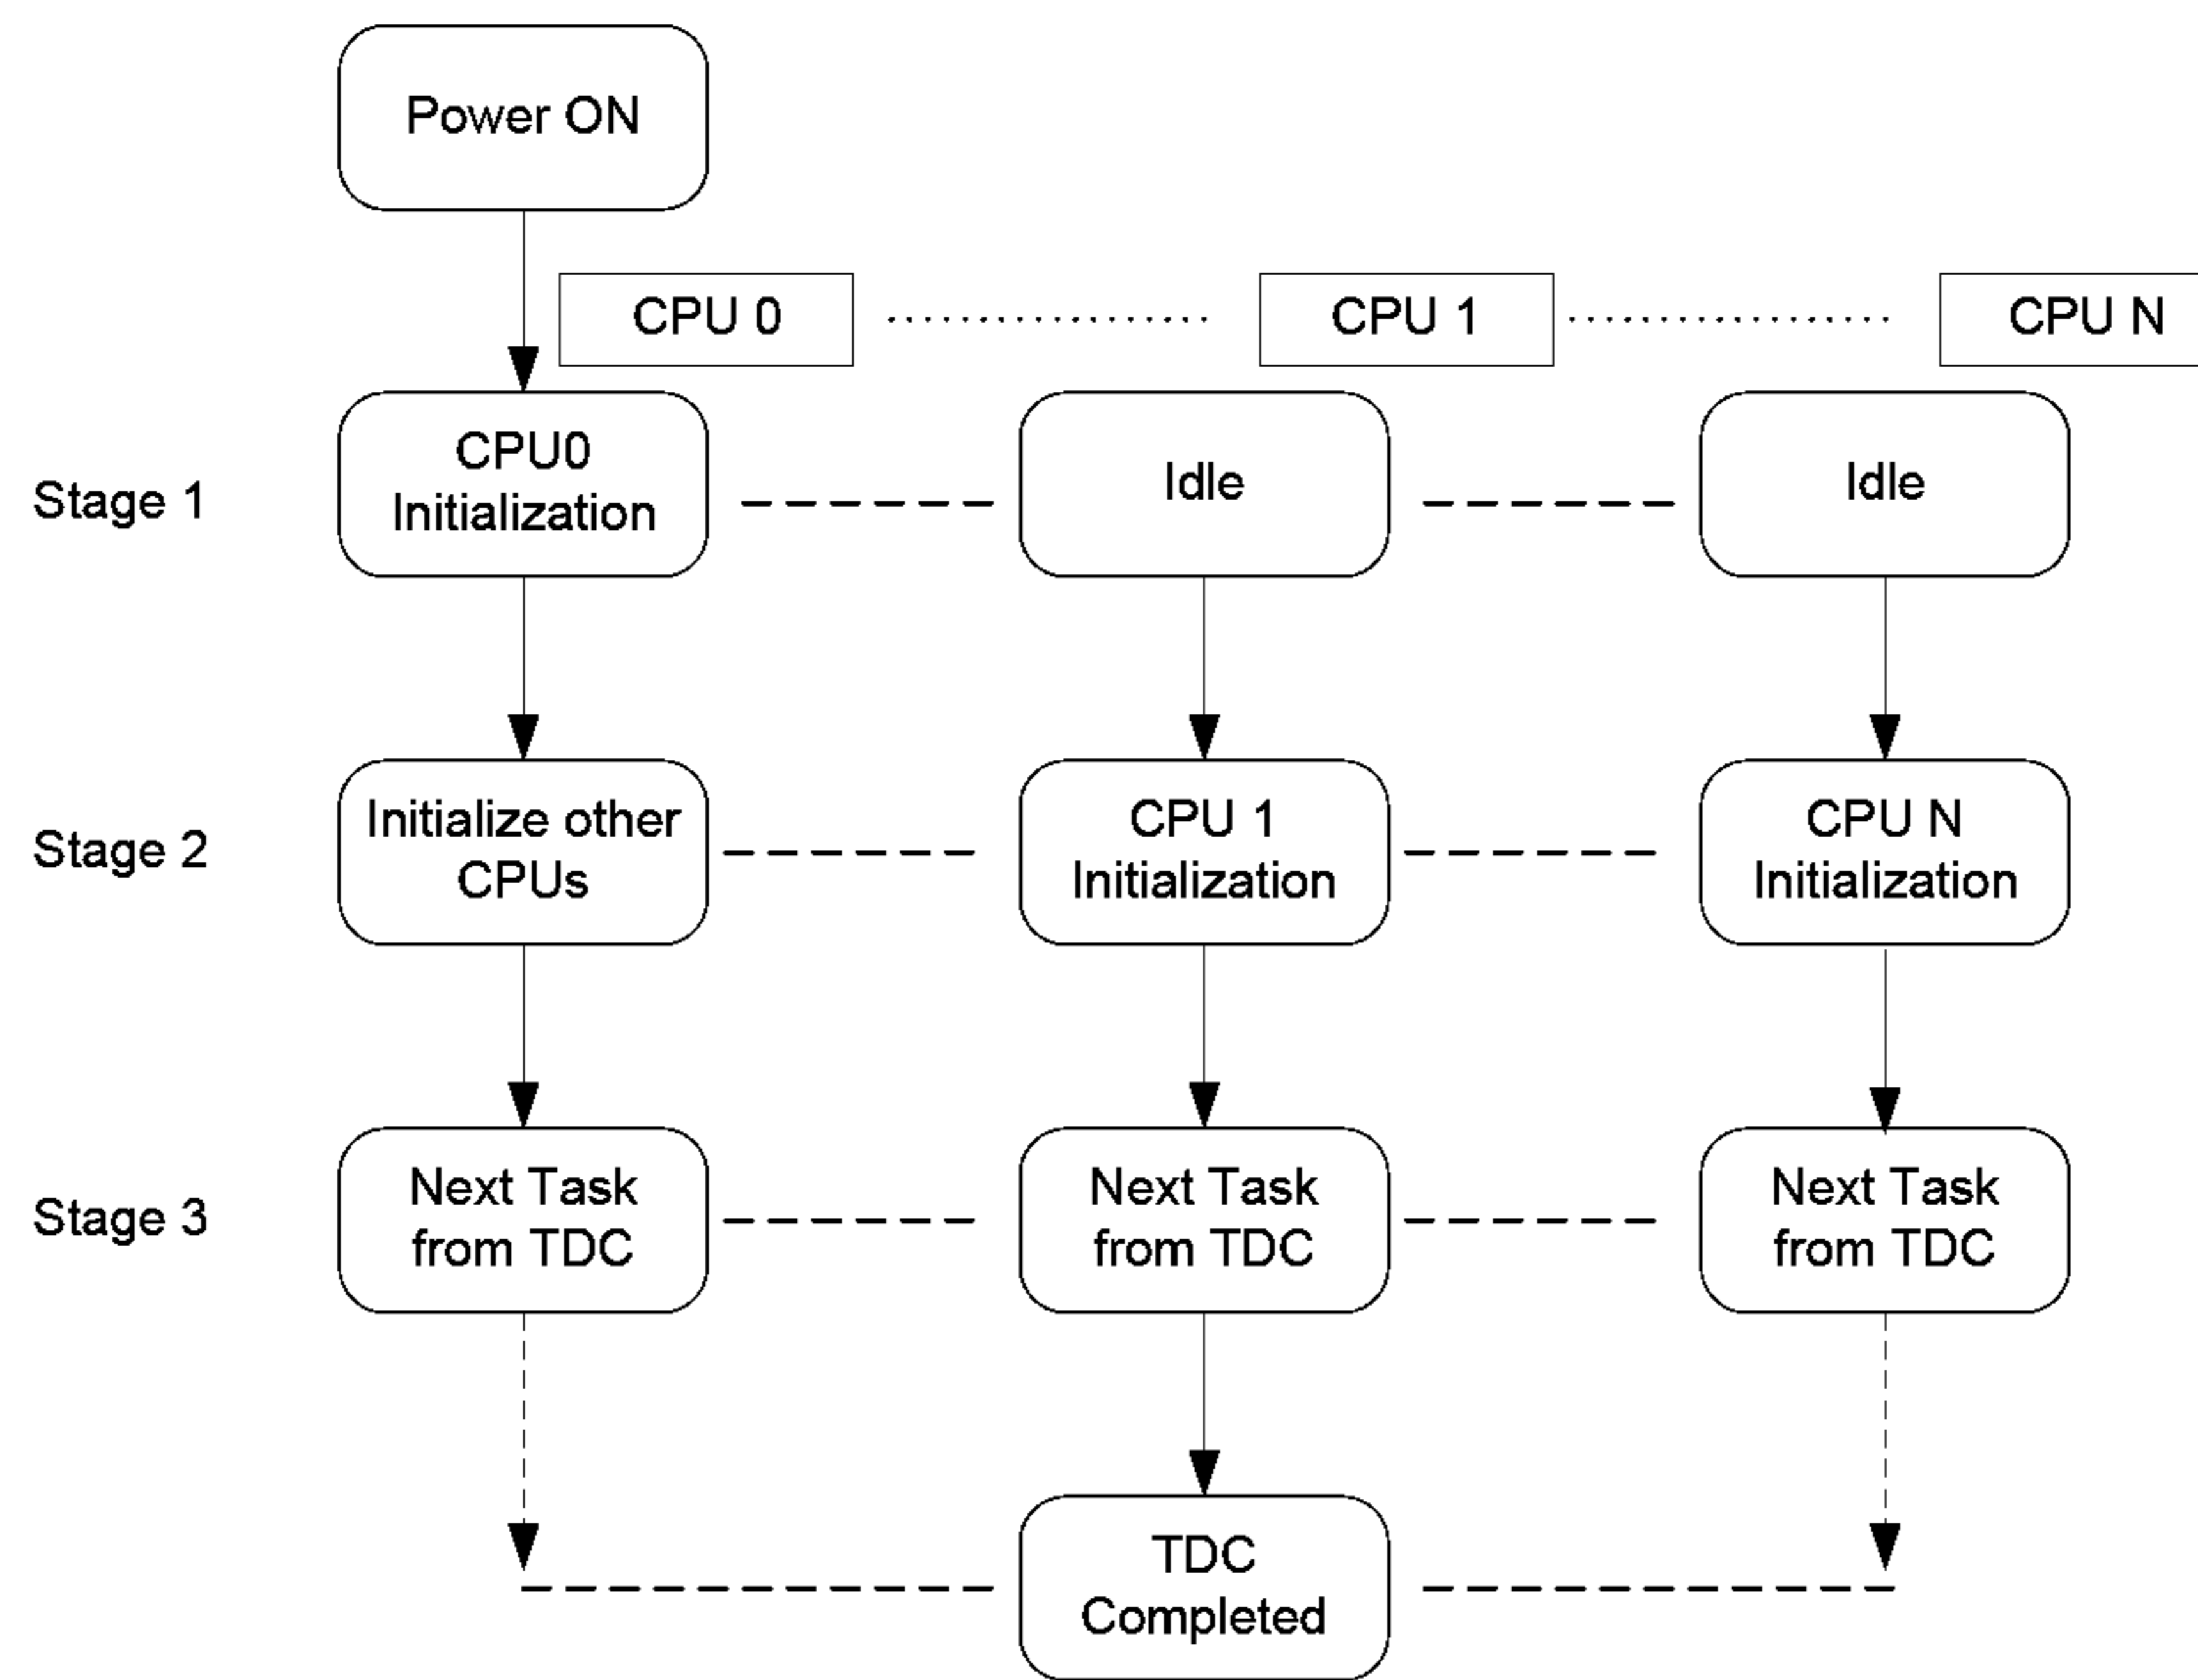 Power ON
CPU 0
CPU 1
CPU N
Stage 1
CPU0
Initialization
Idle
Idle
Stage 2
Initialize other
CPUs
CPU 1
Initialization
CPU N
Initialization
Stage 3
Next Task
from TDC
Next Task
from TDC
Next Task
from TDC
TDC
Completed